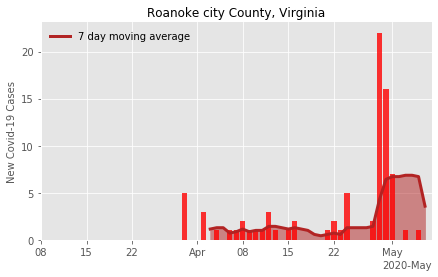 Roanoke city County, Virginia
7 day moving average
New Covid-19 Cases
20
15
10
5
0
08
15
22
Apr
08
15
22
May
2020-May